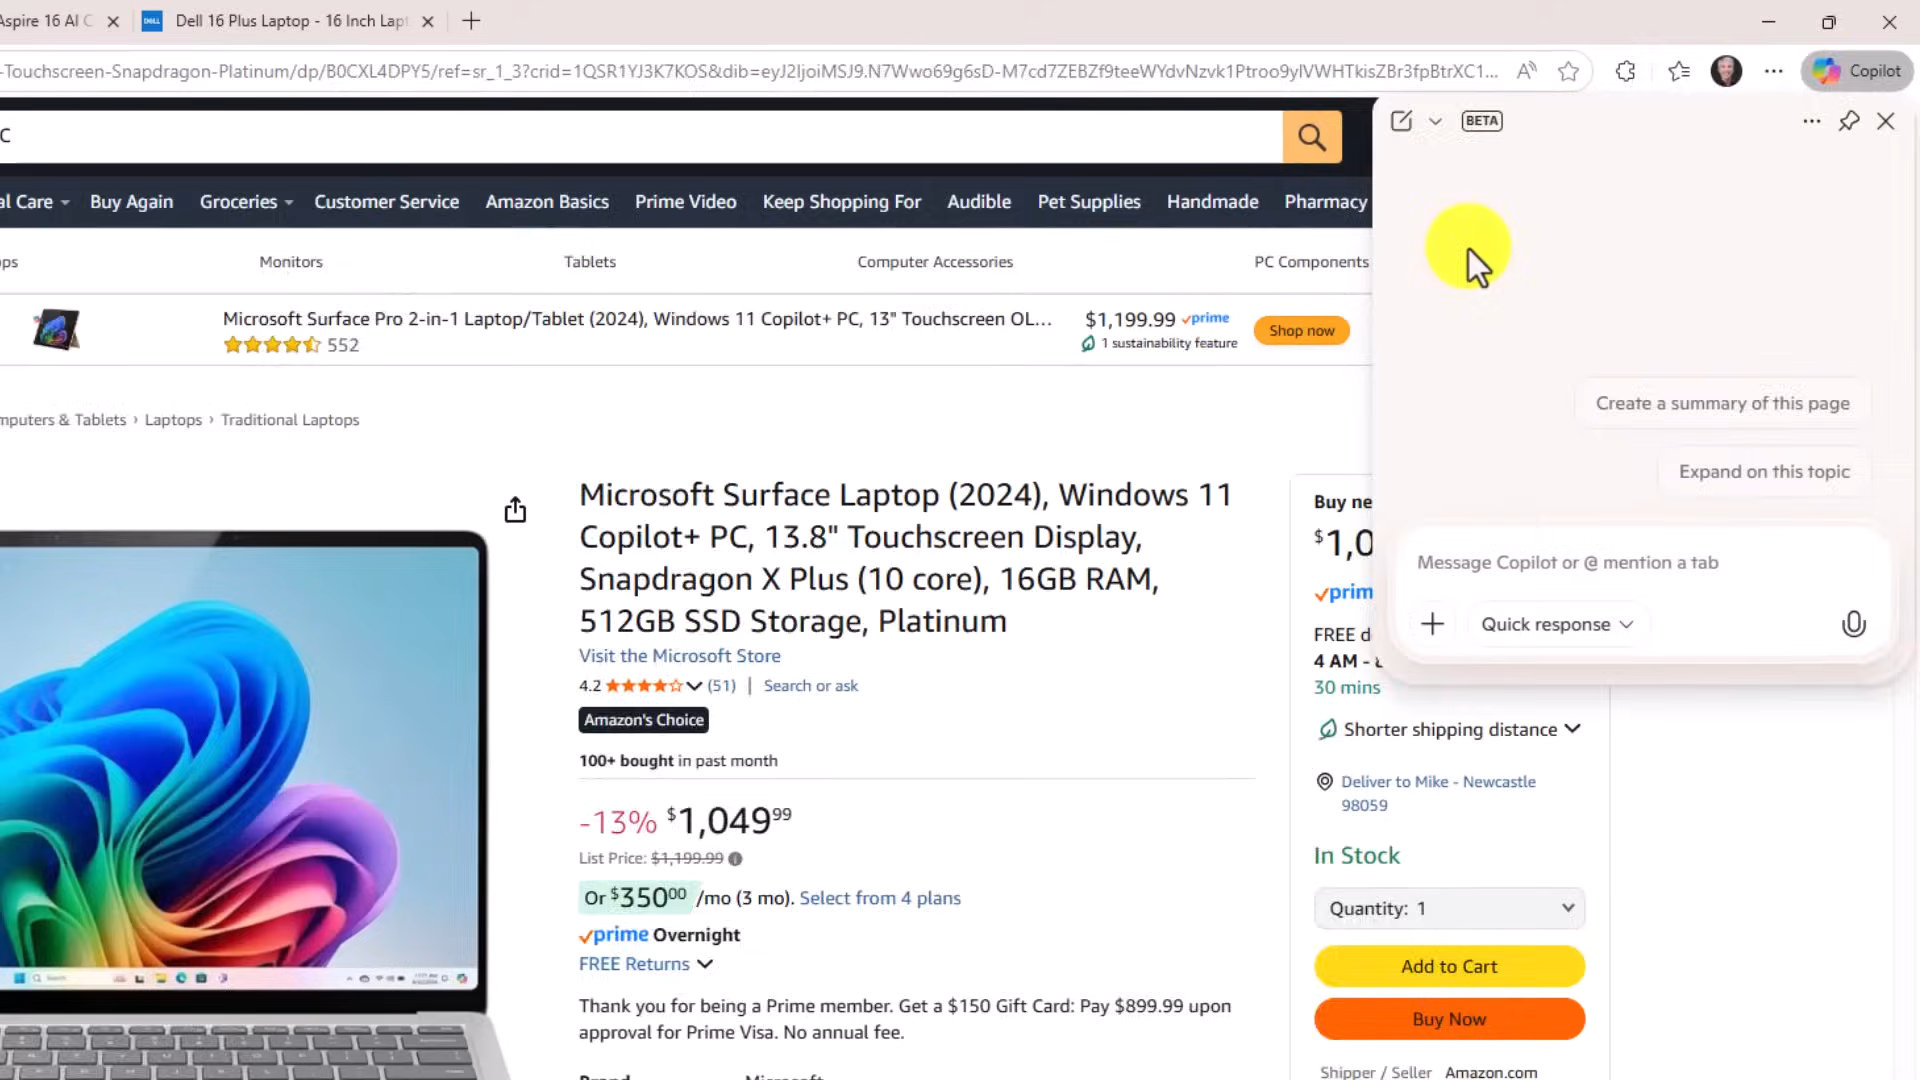 Aspire 16 AI C
DELL
Dell 16 Plus Laptop - 16 Inch Lapt
-Touchscreen-Snapdragon-Platinum/dp/B0CXL4DPY5/ref=sr_1_3?crid=1QSR1YJ3K7KOS&dib=eyJ2IjoiMSJ9.N7Wwo69g6sD-M7cd7ZEBZf9teeWYdvNzvk1Ptroo9ylVWHTkisZBr3fpBtrXC1...
Copilot
C
al Care
Buy Again
Groceries
Customer Service
Amazon Basics
Prime Video
Keep Shopping For
Audible
Pet Supplies
Handmade
Pharmacy
ps
Monitors
Tablets
Computer Accessories
PC Components
Microsoft Surface Pro 2-in-1 Laptop/Tablet (2024), Windows 11 Copilot+ PC, 13" Touchscreen OL...
552
$1,199.99 prime
1 sustainability feature
Shop now
mputers & Tablets › Laptops › Traditional Laptops
Microsoft Surface Laptop (2024), Windows 11
Copilot+ PC, 13.8" Touchscreen Display,
Snapdragon X Plus (10 core), 16GB RAM,
512GB SSD Storage, Platinum
Visit the Microsoft Store
4.2 (51) | Search or ask
Amazon's Choice
100+ bought in past month
-13% $1,049 99
List Price: $1,199.99
Or $350 00 /mo (3 mo). Select from 4 plans
prime Overnight
FREE Returns
Thank you for being a Prime member. Get a $150 Gift Card: Pay $899.99 upon
approval for Prime Visa. No annual fee.
Brand Microsoft
Buy ne
$1,0
prim
FREE d
4 AM - 8
30 mins
Shorter shipping distance
Deliver to Mike - Newcastle
98059
In Stock
Quantity: 1
Add to Cart
Buy Now
Shipper / Seller Amazon.com
BETA
Create a summary of this page
Expand on this topic
Message Copilot or @ mention a tab
Quick response